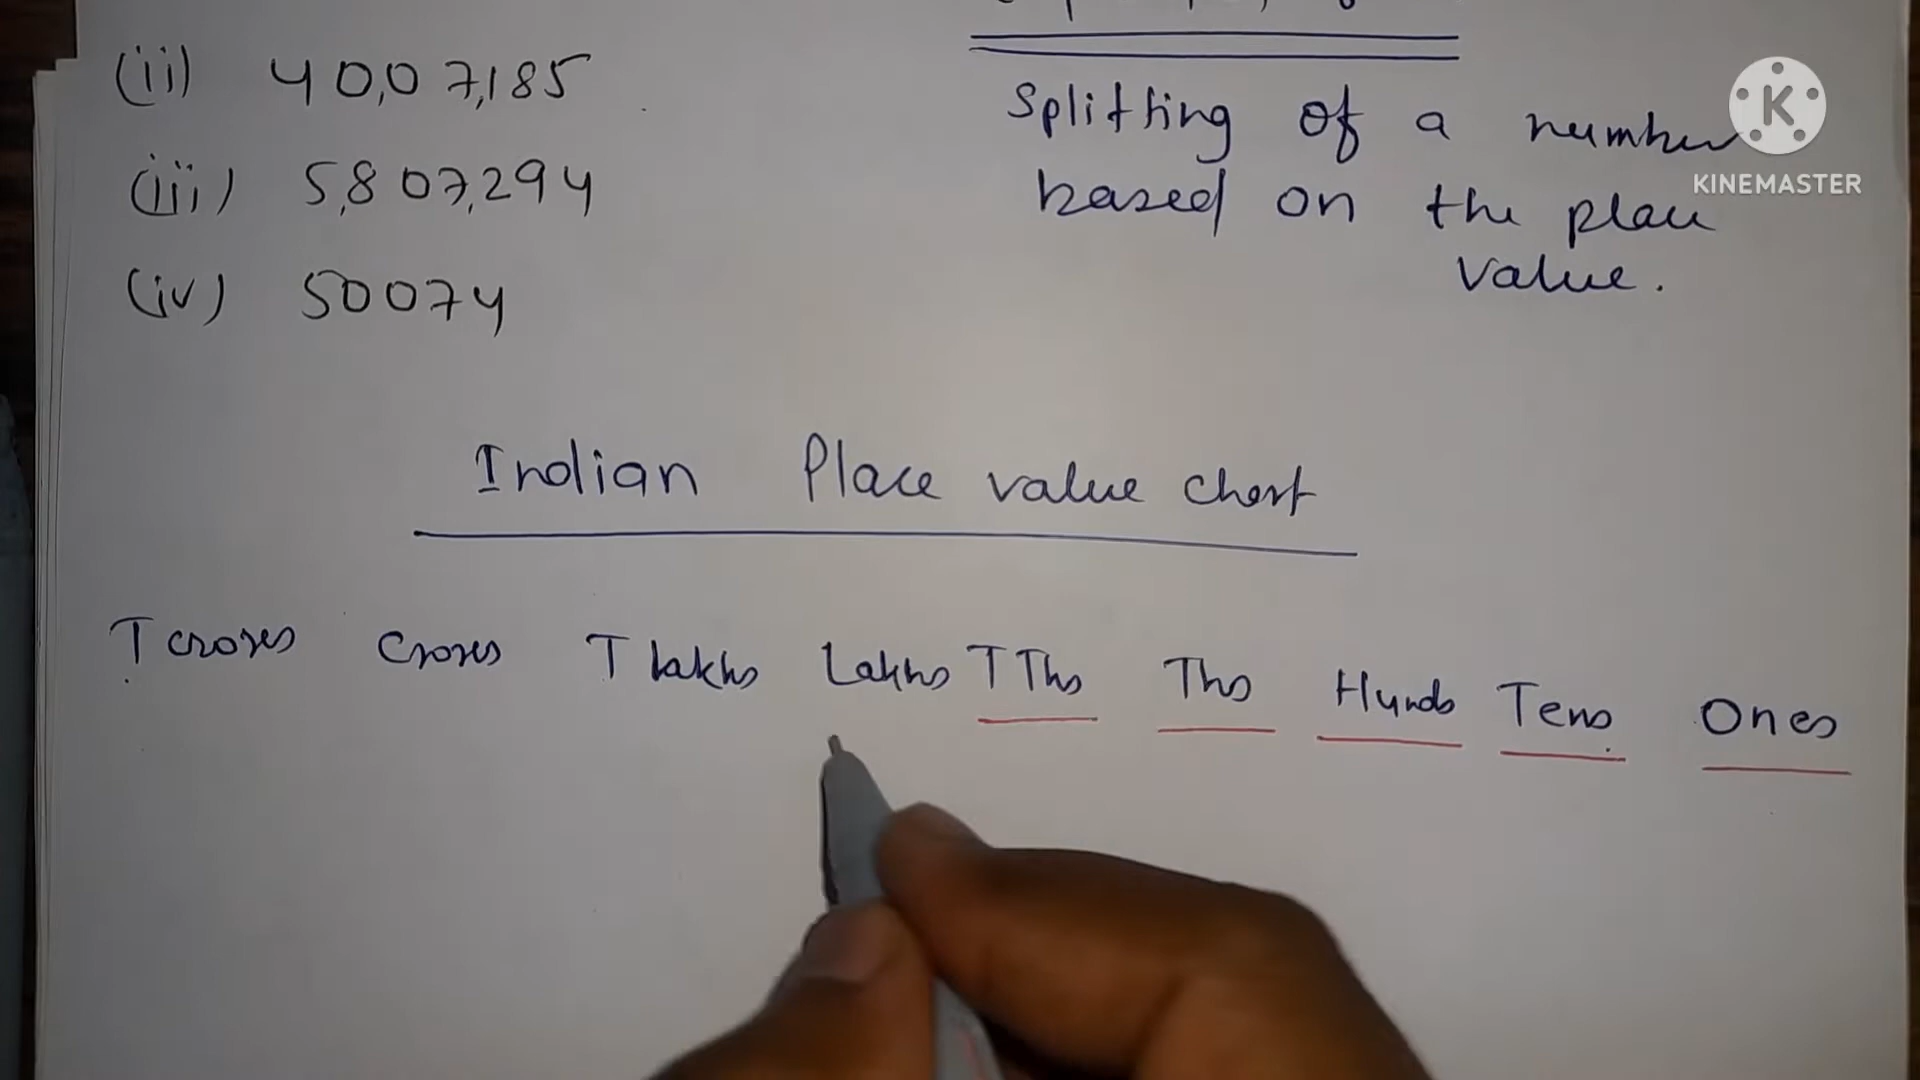 (ii) 40,07,185
(iii) 5,807,294
(iv) 50074
Splitting of a number
based on the place
value.
KINEMASTER
Indian Place value chart
T crores crores T lakhs Lakhs T Ths Ths Hunds Tens Ones